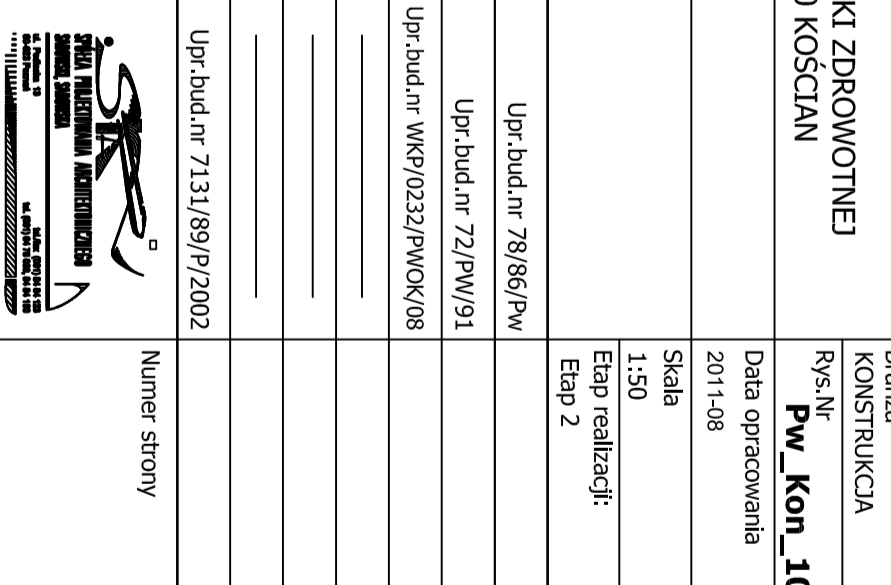 KI ZDROWOTNEJ
KOŚCIAN
KONSTRUKCJA
Rys.Nr
Pw_Kon_10
Data opracowania
2011-08
Skala
1:50
Etap realizacji:
Etap 2
Upr.bud.nr 78/86/Pw
Upr.bud.nr 72/PW/91
Upr.bud.nr WKP/0232/PWOK/08
Upr.bud.nr 7131/89/P/2002
Numer strony
SPÓŁKA PROJEKTOWANIA ARCHITEKTONICZNEGO